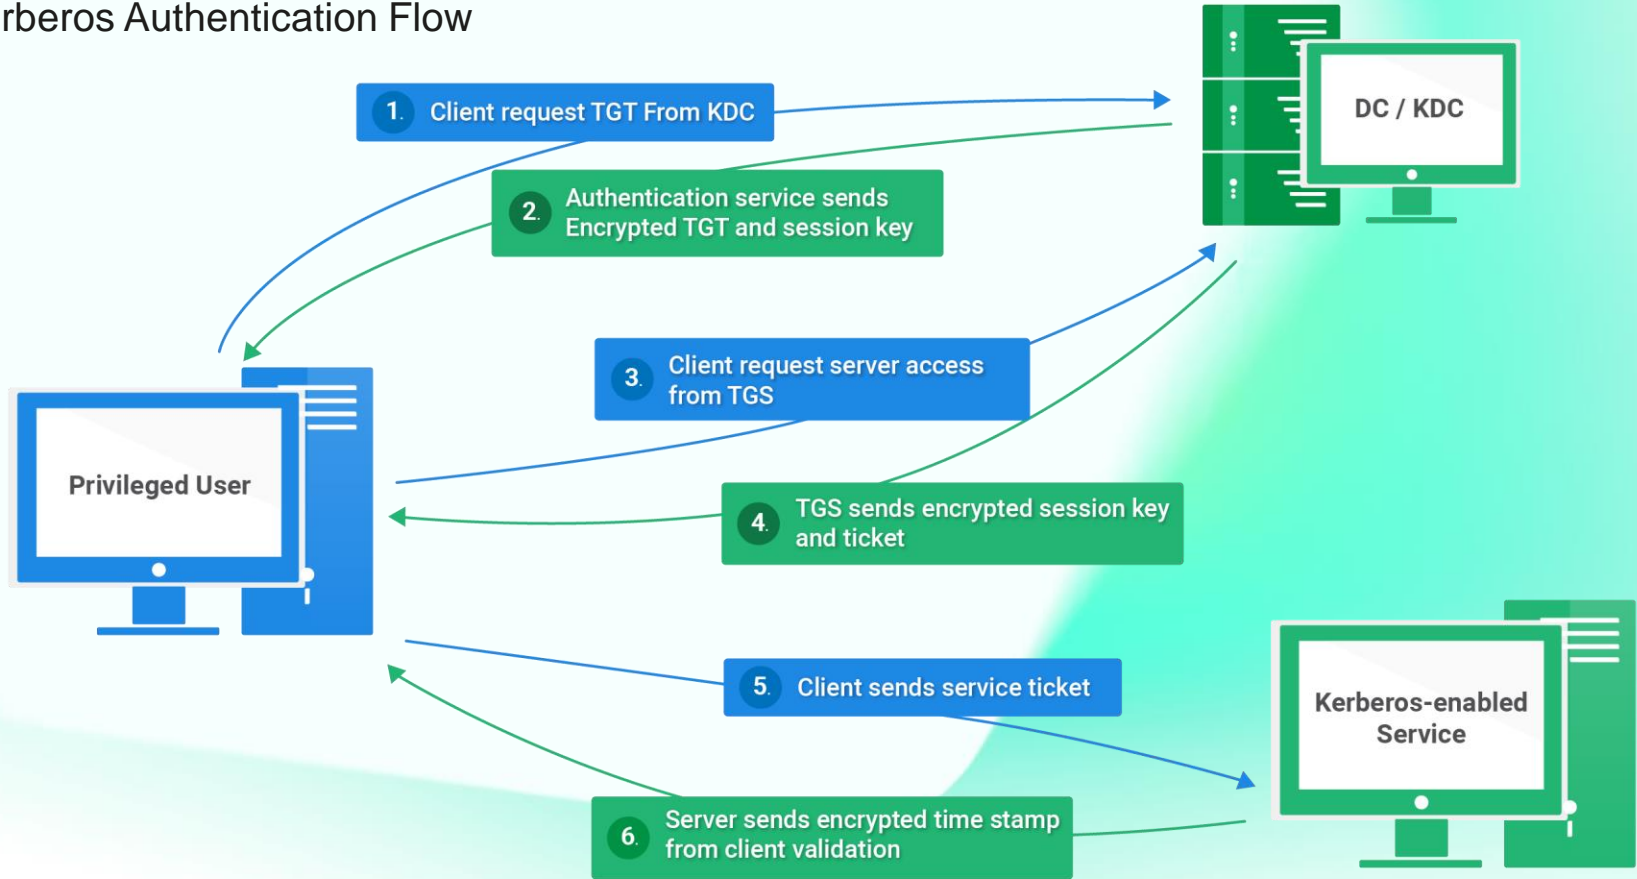 rberos Authentication Flow
1. Client request TGT From KDC
DC / KDC
2. Authentication service sends
Encrypted TGT and session key
3. Client request server access
from TGS
Privileged User
4. TGS sends encrypted session key
and ticket
5. Client sends service ticket
Kerberos-enabled
Service
6. Server sends encrypted time stamp
from client validation